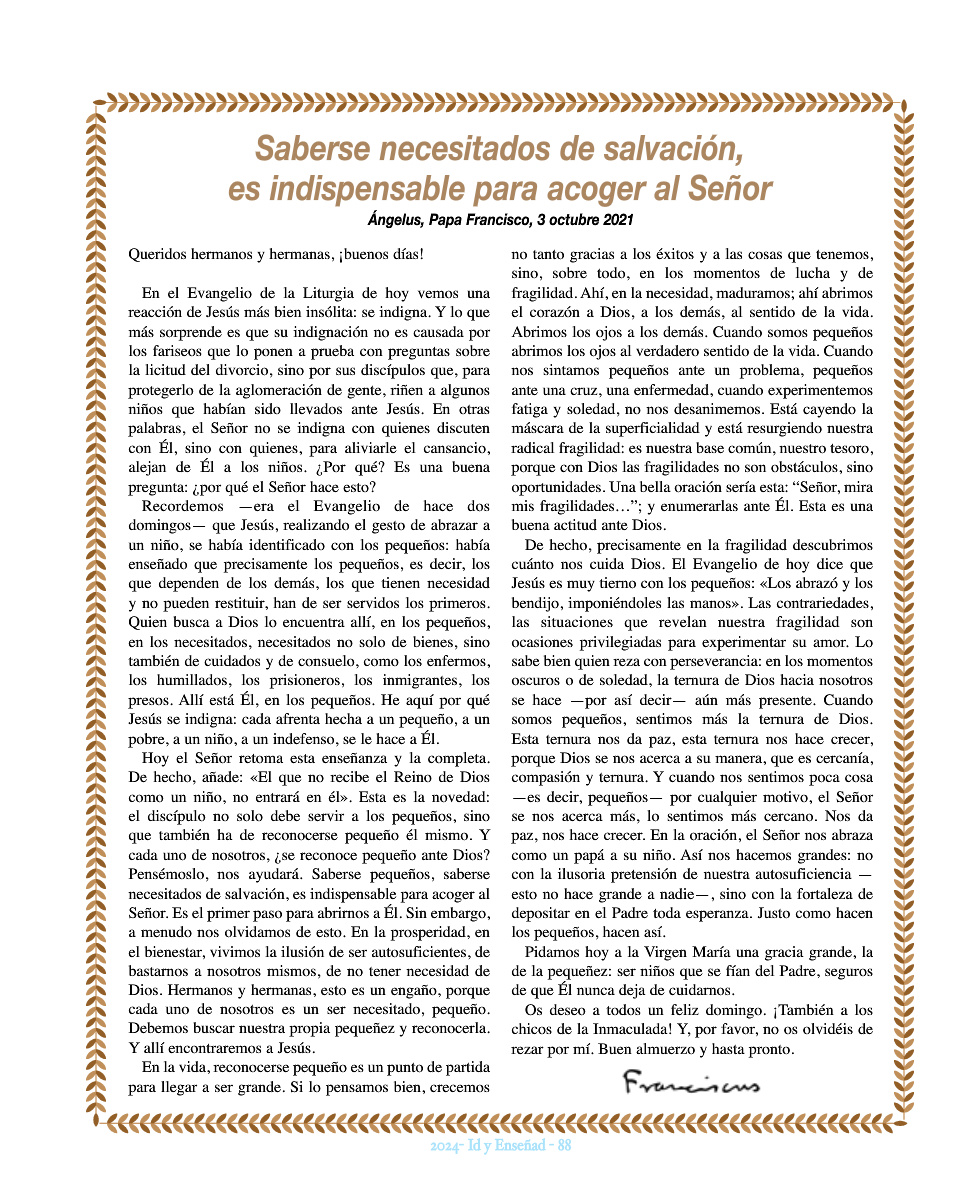 Saberse necesitados de salvación,
es indispensable para acoger al Señor
Ángelus, Papa Francisco, 3 octubre 2021
Queridos hermanos y hermanas, ¡buenos días!
En el Evangelio de la Liturgia de hoy vemos una
reacción de Jesús más bien insólita: se indigna. Y lo que
más sorprende es que su indignación no es causada por
los fariseos que lo ponen a prueba con preguntas sobre
la licitud del divorcio, sino por sus discípulos que, para
protegerlo de la aglomeración de gente, riñen a algunos
niños que habían sido llevados ante Jesús. En otras
palabras, el Señor no se indigna con quienes discuten
con Él, sino con quienes, para aliviarle el cansancio,
alejan de Él a los niños. ¿Por qué? Es una buena
pregunta: ¿por qué el Señor hace esto?
Recordemos —era el Evangelio de hace dos
domingos— que Jesús, realizando el gesto de abrazar a
un niño, se había identificado con los pequeños: había
enseñado que precisamente los pequeños, es decir, los
que dependen de los demás, los que tienen necesidad
y no pueden restituir, han de ser servidos los primeros.
Quien busca a Dios lo encuentra allí, en los pequeños,
en los necesitados, necesitados no solo de bienes, sino
también de cuidados y de consuelo, como los enfermos,
los humillados, los prisioneros, los inmigrantes, los
presos. Allí está Él, en los pequeños. He aquí por qué
Jesús se indigna: cada afrenta hecha a un pequeño, a un
pobre, a un niño, a un indefenso, se le hace a Él.
Hoy el Señor retoma esta enseñanza y la completa.
De hecho, añade: «El que no recibe el Reino de Dios
como un niño, no entrará en él». Esta es la novedad:
el discípulo no solo debe servir a los pequeños, sino
que también ha de reconocerse pequeño él mismo. Y
cada uno de nosotros, ¿se reconoce pequeño ante Dios?
Pensémoslo, nos ayudará. Saberse pequeños, saberse
necesitados de salvación, es indispensable para acoger al
Señor. Es el primer paso para abrirnos a Él. Sin embargo,
a menudo nos olvidamos de esto. En la prosperidad, en
el bienestar, vivimos la ilusión de ser autosuficientes, de
bastarnos a nosotros mismos, de no tener necesidad de
Dios. Hermanos y hermanas, esto es un engaño, porque
cada uno de nosotros es un ser necesitado, pequeño.
Debemos buscar nuestra propia pequeñez y reconocerla.
Y allí encontraremos a Jesús.
En la vida, reconocerse pequeño es un punto de partida
para llegar a ser grande. Si lo pensamos bien, crecemos
no tanto gracias a los éxitos y a las cosas que tenemos,
sino, sobre todo, en los momentos de lucha y de
fragilidad. Ahí, en la necesidad, maduramos; ahí abrimos
el corazón a Dios, a los demás, al sentido de la vida.
Abrimos los ojos a los demás. Cuando somos pequeños
abrimos los ojos al verdadero sentido de la vida. Cuando
nos sintamos pequeños ante un problema, pequeños
ante una cruz, una enfermedad, cuando experimentemos
fatiga y soledad, no nos desanimemos. Está cayendo la
máscara de la superficialidad y está resurgiendo nuestra
radical fragilidad: es nuestra base común, nuestro tesoro,
porque con Dios las fragilidades no son obstáculos, sino
oportunidades. Una bella oración sería esta: “Señor, mira
mis fragilidades…”; y enumerarlas ante Él. Esta es una
buena actitud ante Dios.
De hecho, precisamente en la fragilidad descubrimos
cuánto nos cuida Dios. El Evangelio de hoy dice que
Jesús es muy tierno con los pequeños: «Los abrazó y los
bendijo, imponiéndoles las manos». Las contrariedades,
las situaciones que revelan nuestra fragilidad son
ocasiones privilegiadas para experimentar su amor. Lo
sabe bien quien reza con perseverancia: en los momentos
oscuros o de soledad, la ternura de Dios hacia nosotros
se hace —por así decir— aún más presente. Cuando
somos pequeños, sentimos más la ternura de Dios.
Esta ternura nos da paz, esta ternura nos hace crecer,
porque Dios se nos acerca a su manera, que es cercanía,
compasión y ternura. Y cuando nos sentimos poca cosa
—es decir, pequeños— por cualquier motivo, el Señor
se nos acerca más, lo sentimos más cercano. Nos da
paz, nos hace crecer. En la oración, el Señor nos abraza
como un papá a su niño. Así nos hacemos grandes: no
con la ilusoria pretensión de nuestra autosuficiencia —
esto no hace grande a nadie—, sino con la fortaleza de
depositar en el Padre toda esperanza. Justo como hacen
los pequeños, hacen así.
Pidamos hoy a la Virgen María una gracia grande, la
de la pequeñez: ser niños que se fían del Padre, seguros
de que Él nunca deja de cuidarnos.
Os deseo a todos un feliz domingo. ¡También a los
chicos de la Inmaculada! Y, por favor, no os olvidéis de
rezar por mí. Buen almuerzo y hasta pronto.
Franciscus
2024- Id y Enseñad - 88